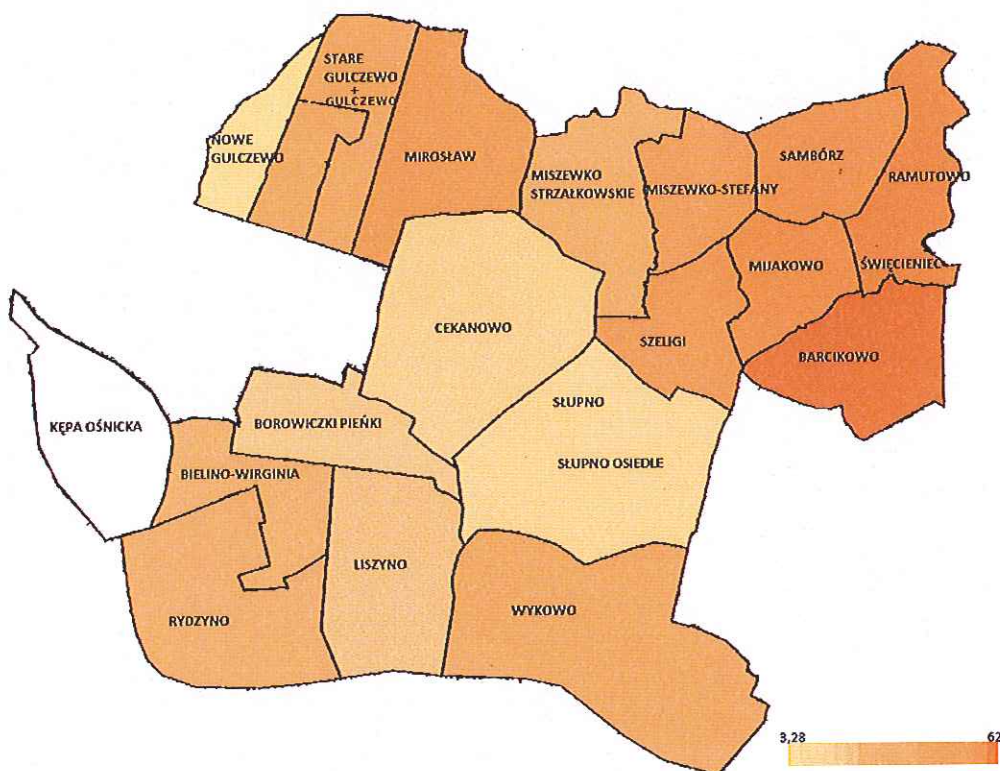 STARE
GULCZEWO
+
GULCZEWO
NOWE
GULCZEWO
MIROSŁAW
MISZEWKO
STRZAŁKOWSKIE
MISZEWKO-STEFANY
SAMBÓRZ
RAMUTOWO
MIJAKOWO
ŚWIĘCIENIEC
CEKANOWO
SZELIGI
BARCIKOWO
SŁUPNO
KĘPA OŚNICKA
BOROWICZKI PIEŃKI
SŁUPNO OSIEDLE
BIELINO-WIRGINIA
LISZYNO
WYKOWO
RYDZYNO
3,28
62